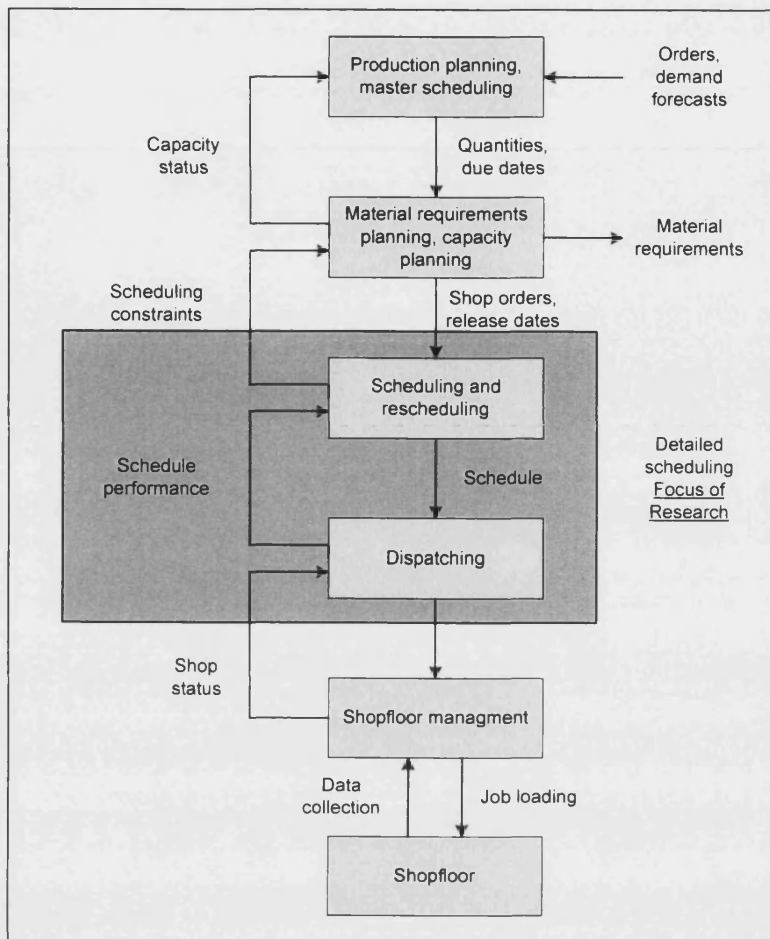 Production planning,
master scheduling
Orders,
demand
forecasts
Capacity
status
Quantities,
due dates
Material requirements
planning, capacity
planning
Material
requirements
Scheduling
constraints
Shop orders,
release dates
Scheduling and
rescheduling
Schedule
performance
Schedule
Detailed
scheduling
Focus of
Research
Dispatching
Shop
status
Shopfloor managment
Data
collection
Job loading
Shopfloor